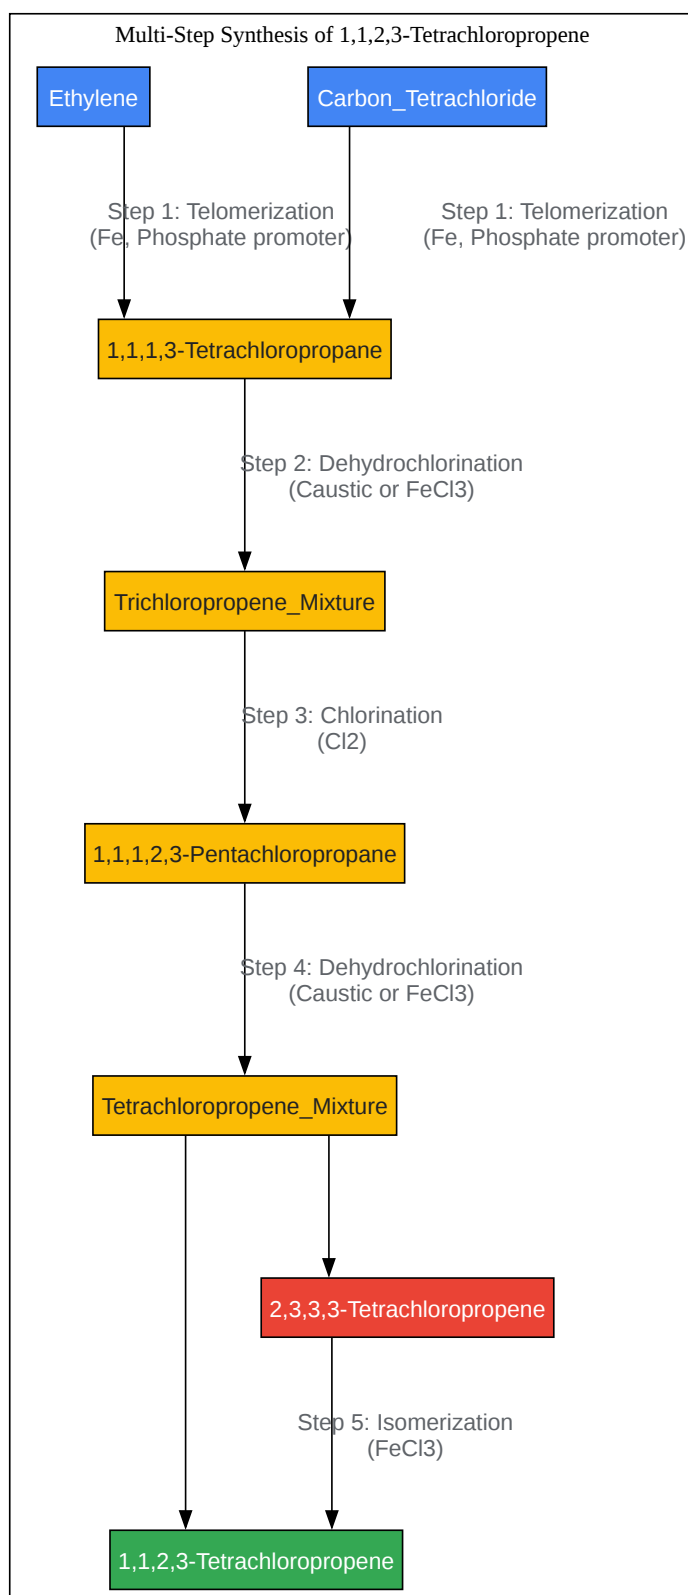 Multi-Step Synthesis of 1,1,2,3-Tetrachloropropene
Ethylene
Carbon_Tetrachloride
Step 1: Telomerization
(Fe, Phosphate promoter)
Step 1: Telomerization
(Fe, Phosphate promoter)
1,1,1,3-Tetrachloropropane
Step 2: Dehydrochlorination
(Caustic or FeCl3)
Trichloropropene_Mixture
Step 3: Chlorination
(Cl2)
1,1,1,2,3-Pentachloropropane
Step 4: Dehydrochlorination
(Caustic or FeCl3)
Tetrachloropropene_Mixture
2,3,3,3-Tetrachloropropene
Step 5: Isomerization
(FeCl3)
1,1,2,3-Tetrachloropropene